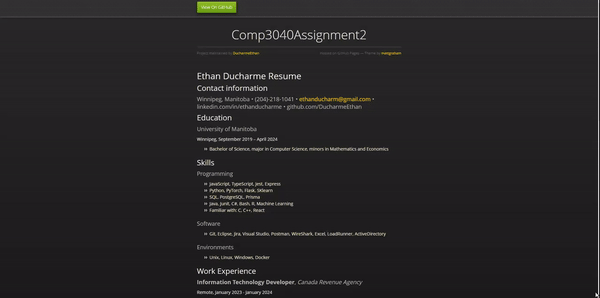 View On GitHub
Comp3040Assignment2
Project maintained by DucharmeEthan
Hosted on GitHub Pages — Theme by mattgraham
Ethan Ducharme Resume
Contact information
Winnipeg, Manitoba • (204)-218-1041 • ethanducharm@gmail.com •
linkedin.com/in/ethanducharme • github.com/DucharmeEthan
Education
University of Manitoba
Winnipeg, September 2019 - April 2024
» Bachelor of Science, major in Computer Science, minors in Mathematics and Economics
Skills
Programming
» JavaScript, TypeScript, Jest, Express
» Python, PyTorch, Flask, SKlearn
» SQL, PostgreSQL, Prisma
» Java, Junit, C#, Bash, R, Machine Learning
» Familiar with: C, C++, React
Software
» Git, Eclipse, Jira, Visual Studio, Postman, WireShark, Excel, LoadRunner, ActiveDirectory
Environments
» Unix, Linux, Windows, Docker
Work Experience
Information Technology Developer, Canada Revenue Agency
Remote, January 2023 - January 2024